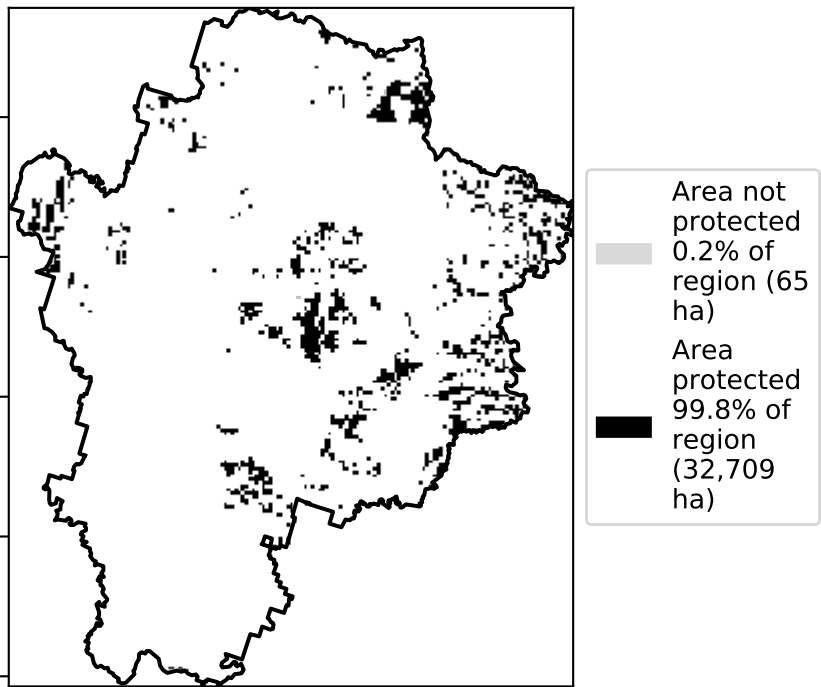 Area not
protected
0.2% of
region (65
ha)
Area
protected
99.8% of
region
(32,709
ha)